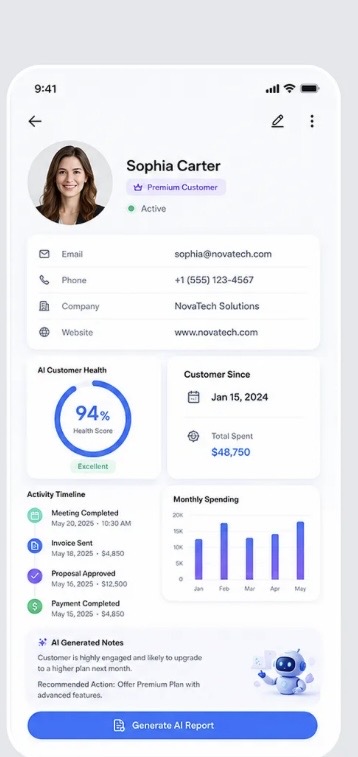 9:41
Sophia Carter
Premium Customer
Active
Email sophia@novatech.com
Phone +1 (555) 123-4567
Company NovaTech Solutions
Website www.novatech.com
AI Customer Health
94%
Health Score
Excellent
Customer Since
Jan 15, 2024
Total Spent
$48,750
Activity Timeline
Meeting Completed
May 20, 2025 • 10:30 AM
Invoice Sent
May 18, 2025 • $4,850
Proposal Approved
May 16, 2025 • $12,500
Payment Completed
May 15, 2025 • $4,850
Monthly Spending
20K
15K
10K
5K
0
Jan Feb Mar Apr May
AI Generated Notes
Customer is highly engaged and likely to upgrade
to a higher plan next month.
Recommended Action: Offer Premium Plan with
advanced features.
Generate AI Report